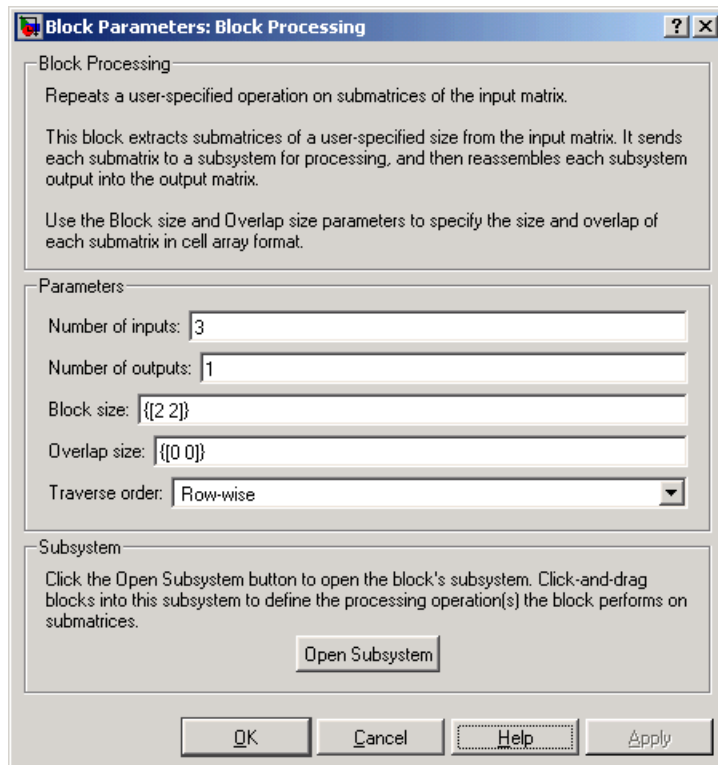 Block Parameters: Block Processing
Block Processing
Repeats a user-specified operation on submatrices of the input matrix.
This block extracts submatrices of a user-specified size from the input matrix. It sends
each submatrix to a subsystem for processing, and then reassembles each subsystem
output into the output matrix.
Use the Block size and Overlap size parameters to specify the size and overlap of
each submatrix in cell array format.
Parameters
Number of inputs: 3
Number of outputs: 1
Block size: {[2 2]}
Overlap size: {[0 0]}
Traverse order: Row-wise
Subsystem
Click the Open Subsystem button to open the block's subsystem. Click-and-drag
blocks into this subsystem to define the processing operation(s) the block performs on
submatrices.
Open Subsystem
OK Cancel Help Apply